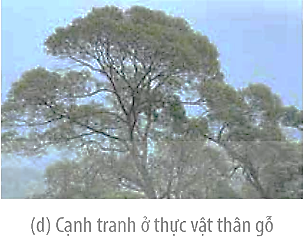 (d) Cạnh tranh ở thực vật thân gỗ